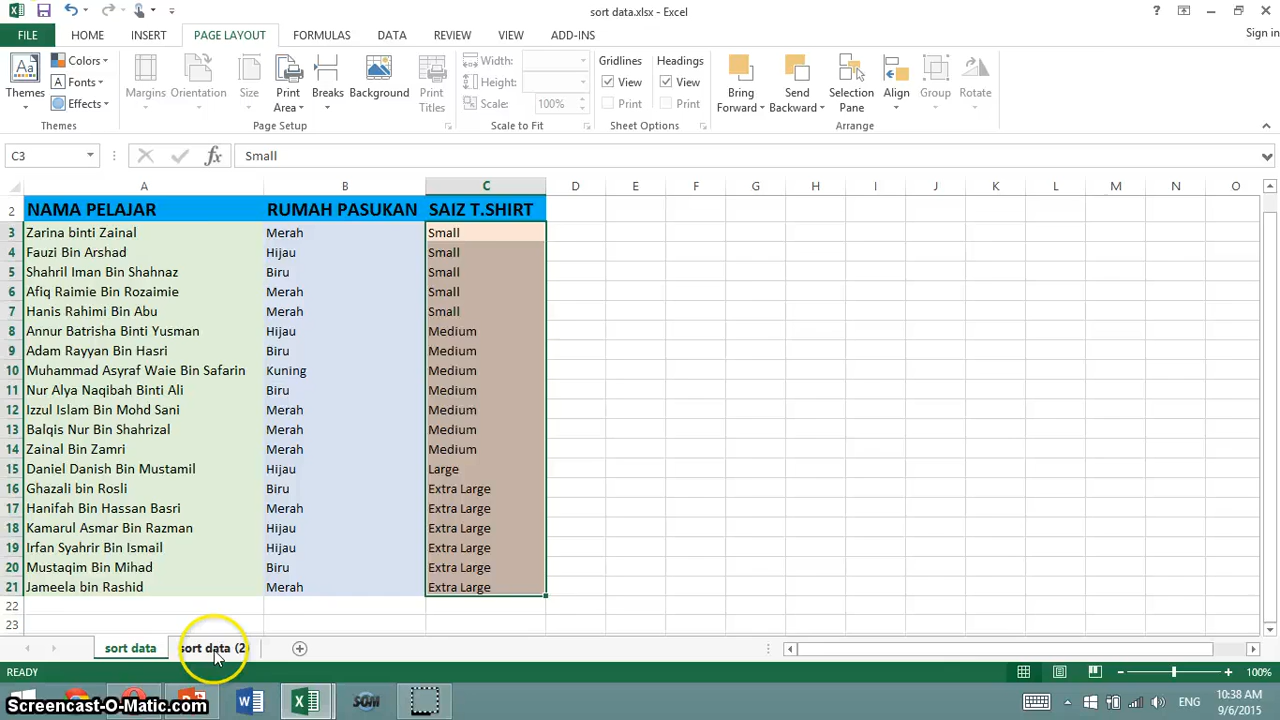 sort data.xlsx - Excel
Sign in
FILE HOME INSERT PAGE LAYOUT FORMULAS DATA REVIEW VIEW ADD-INS
Themes Colors Fonts Effects Margins Orientation Size Print Area Breaks Background Print Titles Width: Height: Scale: 100% Gridlines View Print Headings View Print Bring Forward Send Backward Selection Pane Align Group Rotate
Themes Page Setup Scale to Fit Sheet Options Arrange
C3 fx Small
A B C D E F G H I J K L M N O
2 NAMA PELAJAR RUMAH PASUKAN SAIZ T.SHIRT
3 Zarina binti Zainal Merah Small
4 Fauzi Bin Arshad Hijau Small
5 Shahril Iman Bin Shahnaz Biru Small
6 Afiq Raimie Bin Rozaimie Merah Small
7 Hanis Rahimi Bin Abu Merah Small
8 Annur Batrisha Binti Yusman Hijau Medium
9 Adam Rayyan Bin Hasri Biru Medium
10 Muhammad Asyraf Waie Bin Safarin Kuning Medium
11 Nur Alya Naqibah Binti Ali Biru Medium
12 Izzul Islam Bin Mohd Sani Merah Medium
13 Balqis Nur Bin Shahrizal Merah Medium
14 Zainal Bin Zamri Merah Medium
15 Daniel Danish Bin Mustamil Hijau Large
16 Ghazali bin Rosli Biru Extra Large
17 Hanifah Bin Hassan Basri Merah Extra Large
18 Kamarul Asmar Bin Razman Hijau Extra Large
19 Irfan Syahrir Bin Ismail Hijau Extra Large
20 Mustaqim Bin Mihad Biru Extra Large
21 Jameela bin Rashid Merah Extra Large
22
23
sort data sort data (2)
READY 100%
Screencast-O-Matic.com SOM ENG 10:38 AM
9/6/2015